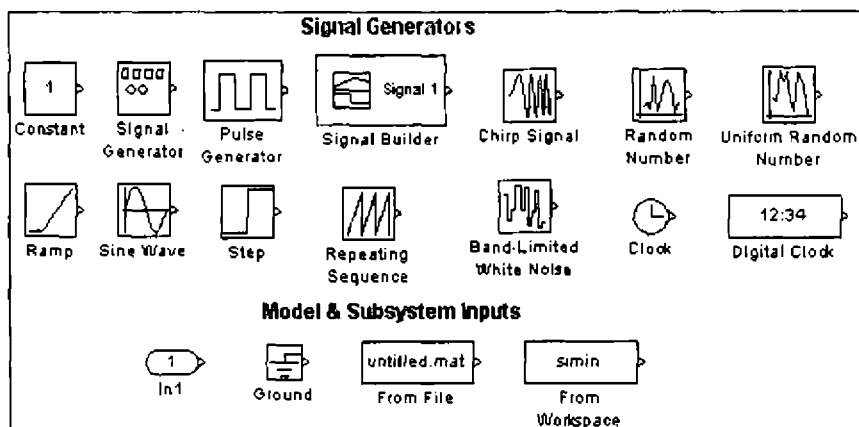 Signal Generators
1
Signal 1
Constant
Signal
Generator
Pulse
Generator
Signal Builder
Chirp Signal
Random
Number
Uniform Random
Number
12:34
Ramp
Sine Wave
Step
Repeating
Sequence
Band-Limited
White Noise
Clock
Digital Clock
Model & Subsystem Inputs
1
untitled.mat
simin
In1
Ground
From File
From
Workspace